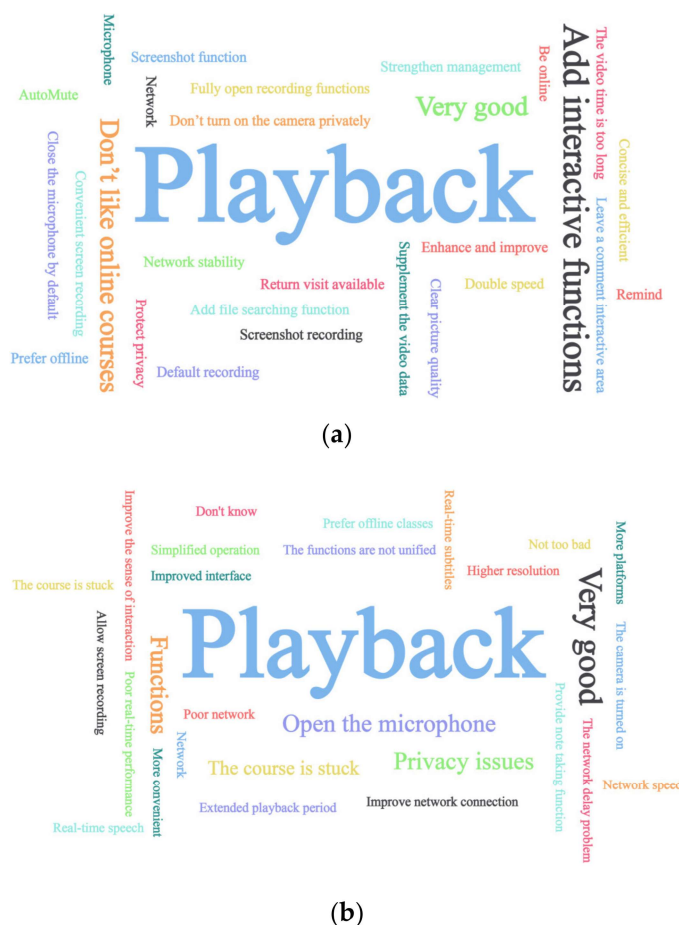 Microphone
Screenshot function
Strengthen management
Be online
Add interactive functions
The video time is too long
AutoMute
Network
Fully open recording functions
Very good
Don’t turn on the camera privately
Concise and efficient
Close the microphone by default
Convenient screen recording
Don’t like online courses
Playback
Leave a comment interactive area
Network stability
Enhance and improve
Supplement the video data
Return visit available
Clear picture quality
Double speed
Remind
Protect privacy
Add file searching function
Screenshot recording
Prefer offline
Default recording
(a)
Improve the sense of interaction
Don't know
Prefer offline classes
Real-time subtitles
More platforms
Simplified operation
The functions are not unified
Not too bad
The course is stuck
Improved interface
Higher resolution
Very good
Allow screen recording
Functions
Playback
The camera is turned on
Poor real-time performance
Poor network
Open the microphone
Provide note taking function
The network delay problem
Network
More convenient
The course is stuck
Privacy issues
Network speed
Extended playback period
Improve network connection
Real-time speech
(b)